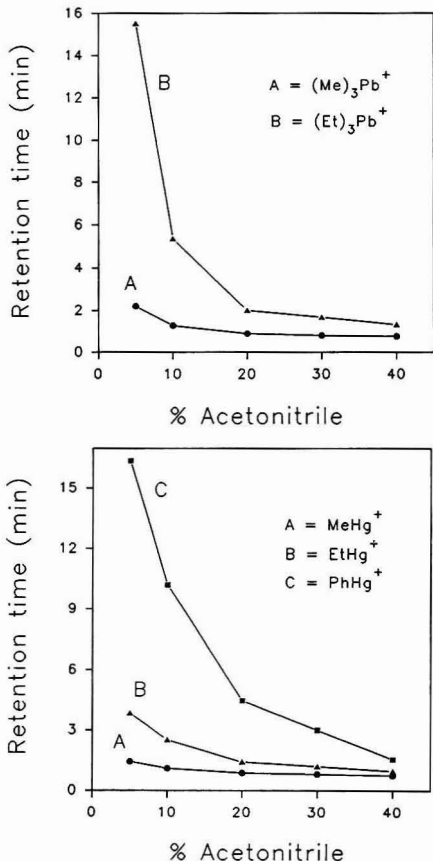 Retention time (min)
16
14
12
10
8
6
4
2
0
B
A
A = (Me)₃Pb⁺
B = (Et)₃Pb⁺
0 10 20 30 40
% Acetonitrile
Retention time (min)
15
12
9
6
3
0
C
B
A
A = MeHg⁺
B = EtHg⁺
C = PhHg⁺
0 10 20 30 40
% Acetonitrile